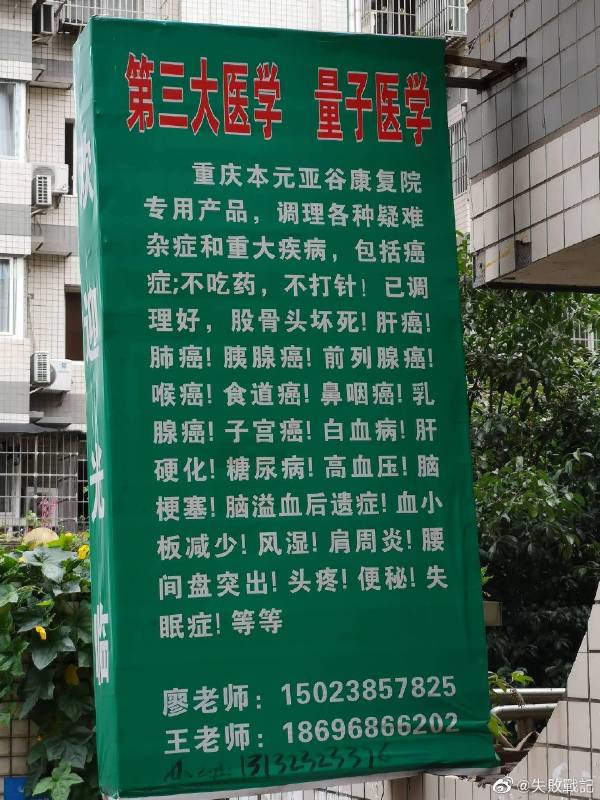 第三大医学 量子医学
重庆本元亚谷康复院
专用产品，调理各种疑难
杂症和重大疾病，包括癌
症;不吃药，不打针！已调
理好，股骨头坏死！肝癌！
肺癌！胰腺癌！前列腺癌！
喉癌！食道癌！鼻咽癌！乳
腺癌！子宫癌！白血病！肝
硬化！糖尿病！高血压！脑
梗塞！脑溢血后遗症！血小
板减少！风湿！肩周炎！腰
间盘突出！头疼！便秘！失
眠症！等等
廖老师：15023857825
王老师：18696866202
13132323376
迎光临
@失敗戰記